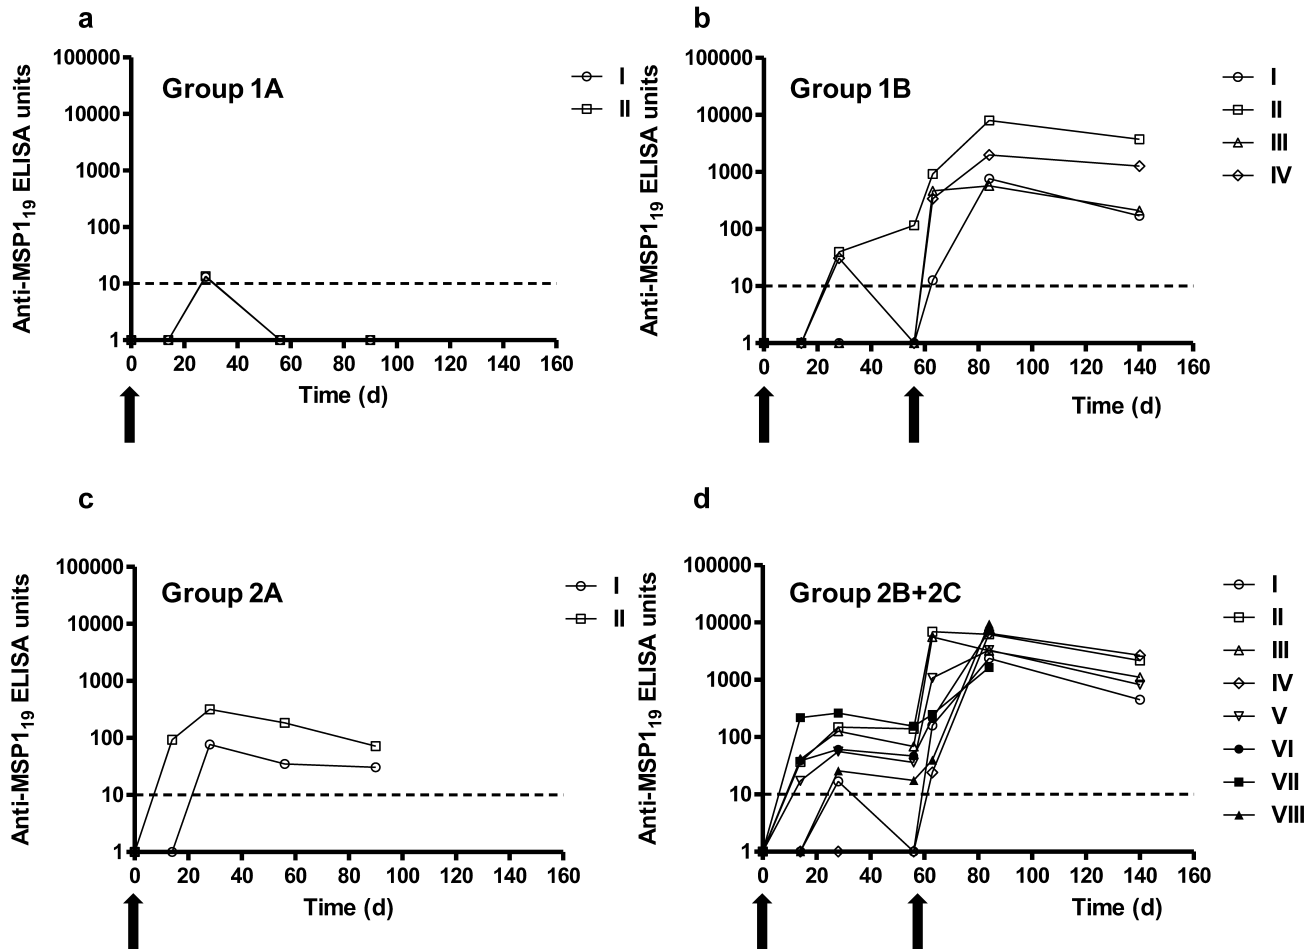 a
Anti-MSP1₁₉ ELISA units
100000
10000
1000
100
10
1
Group 1A
I
II
0 20 40 60 80 100 120 140 160
Time (d)
b
Anti-MSP1₁₉ ELISA units
100000
10000
1000
100
10
1
Group 1B
I
II
III
IV
0 20 40 60 80 100 120 140 160
Time (d)
c
Anti-MSP1₁₉ ELISA units
100000
10000
1000
100
10
1
Group 2A
I
II
0 20 40 60 80 100 120 140 160
Time (d)
d
Anti-MSP1₁₉ ELISA units
100000
10000
1000
100
10
1
Group 2B+2C
I
II
III
IV
V
VI
VII
VIII
0 20 40 60 80 100 120 140 160
Time (d)